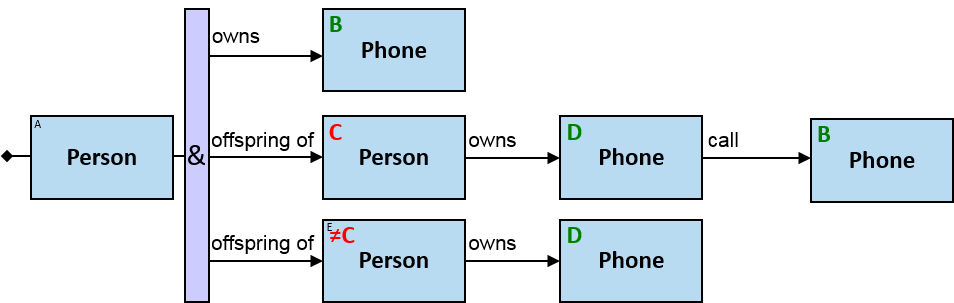 owns
B
Phone
A
Person
&
offspring of
C
Person
owns
D
Phone
call
B
Phone
offspring of
E
≠C
Person
owns
D
Phone